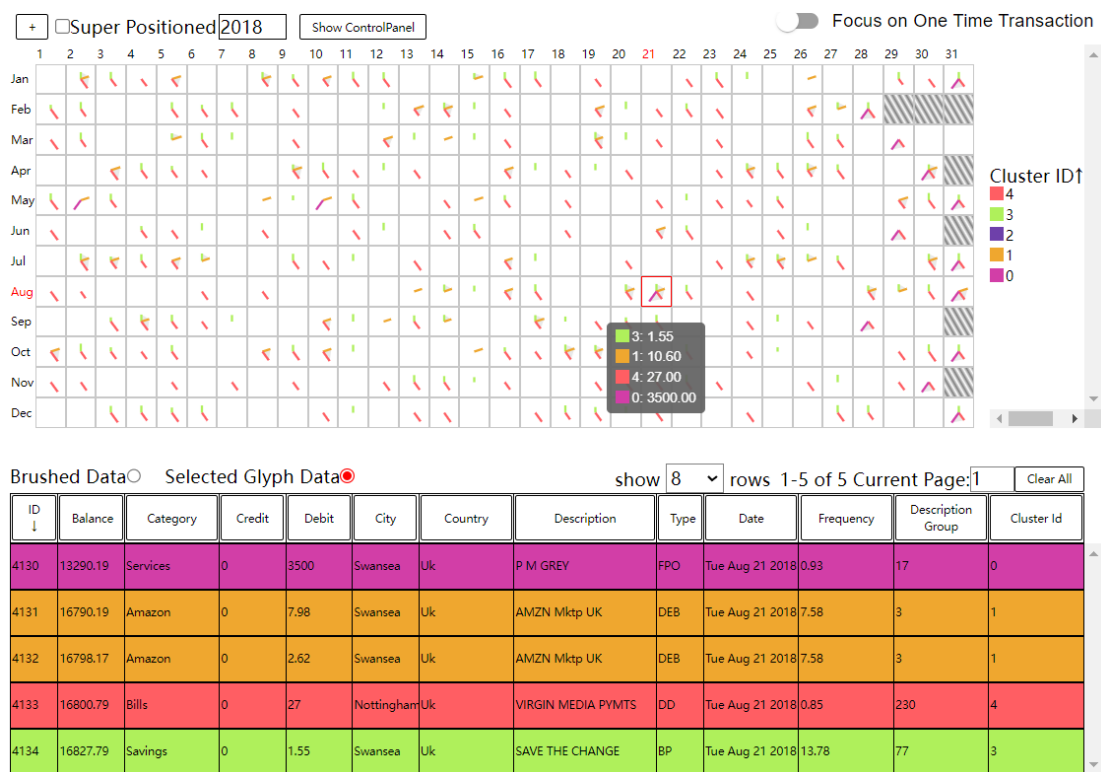 + Super Positioned 2018 Show ControlPanel Focus on One Time Transaction
1 2 3 4 5 6 7 8 9 10 11 12 13 14 15 16 17 18 19 20 21 22 23 24 25 26 27 28 29 30 31
Jan
Feb
Mar
Apr
May
Jun
Jul
Aug
Sep
Oct
Nov
Dec
Cluster ID↑
4
3
2
1
0
3: 1.55
1: 10.60
4: 27.00
0: 3500.00
Brushed Data Selected Glyph Data show 8 rows 1-5 of 5 Current Page: 1 Clear All
ID ↓ Balance Category Credit Debit City Country Description Type Date Frequency Description Group Cluster Id
4130 13290.19 Services 0 3500 Swansea Uk P M GREY FPO Tue Aug 21 2018 0.93 17 0
4131 16790.19 Amazon 0 7.98 Swansea Uk AMZN Mktp UK DEB Tue Aug 21 2018 7.58 3 1
4132 16798.17 Amazon 0 2.62 Swansea Uk AMZN Mktp UK DEB Tue Aug 21 2018 7.58 3 1
4133 16800.79 Bills 0 27 Nottingham Uk VIRGIN MEDIA PYMTS DD Tue Aug 21 2018 0.85 230 4
4134 16827.79 Savings 0 1.55 Swansea Uk SAVE THE CHANGE BP Tue Aug 21 2018 13.78 77 3